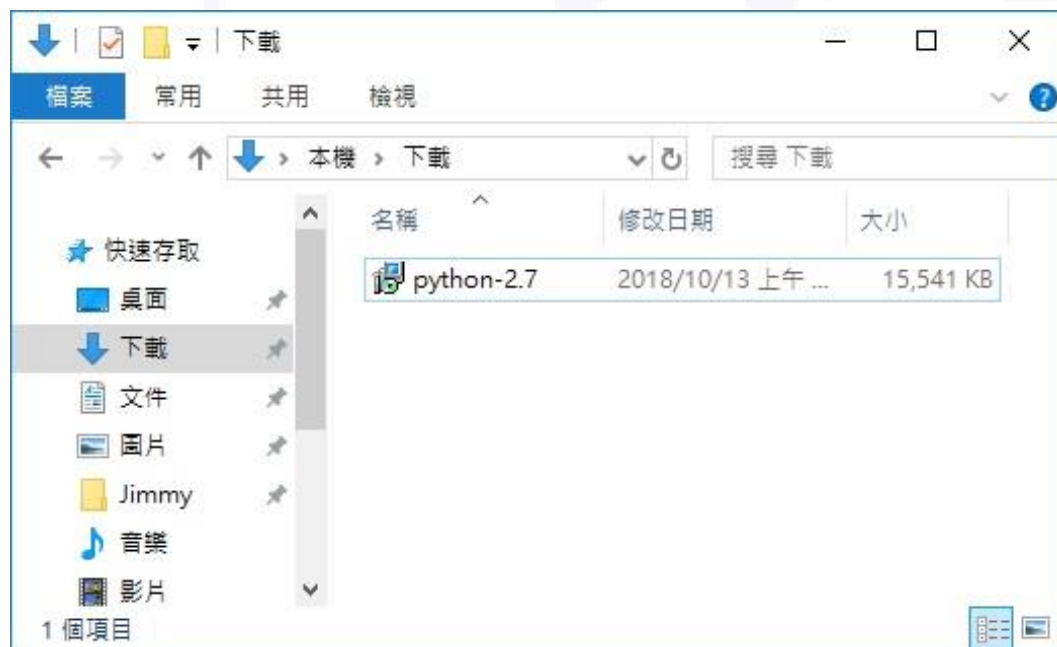 下載
檔案 常用 共用 檢視
本機 › 下載 搜尋 下載
名稱 修改日期 大小
快速存取
python-2.7 2018/10/13 上午 ... 15,541 KB
桌面
下載
文件
圖片
Jimmy
音樂
影片
1 個項目